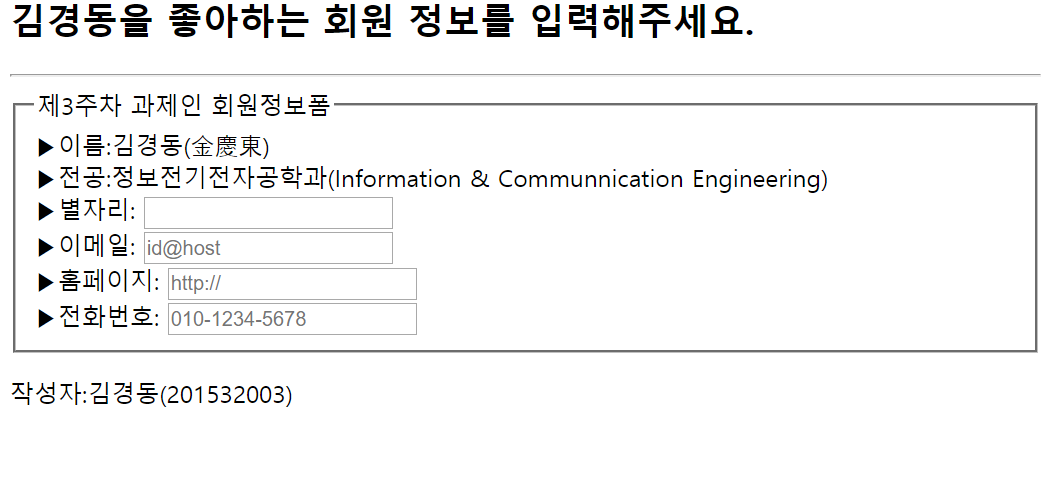 김경동을 좋아하는 회원 정보를 입력해주세요.
제3주차 과제인 회원정보폼
▶이름:김경동(金慶東)
▶전공:정보전기전자공학과(Information & Communnication Engineering)
▶별자리:
▶이메일: id@host
▶홈페이지: http://
▶전화번호: 010-1234-5678
작성자:김경동(201532003)